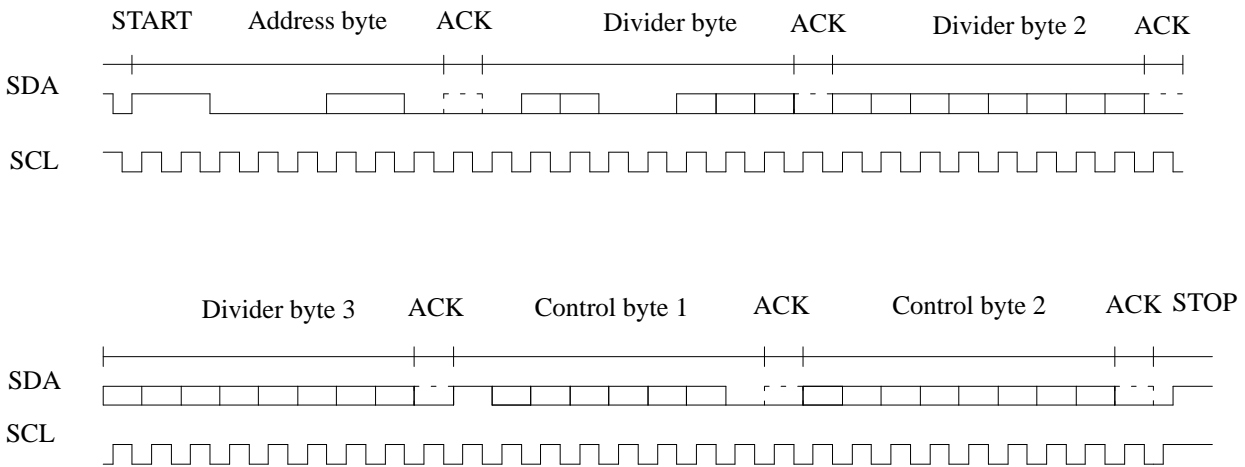 START Address byte ACK Divider byte ACK Divider byte 2 ACK
SDA
SCL
Divider byte 3 ACK Control byte 1 ACK Control byte 2 ACK STOP
SDA
SCL